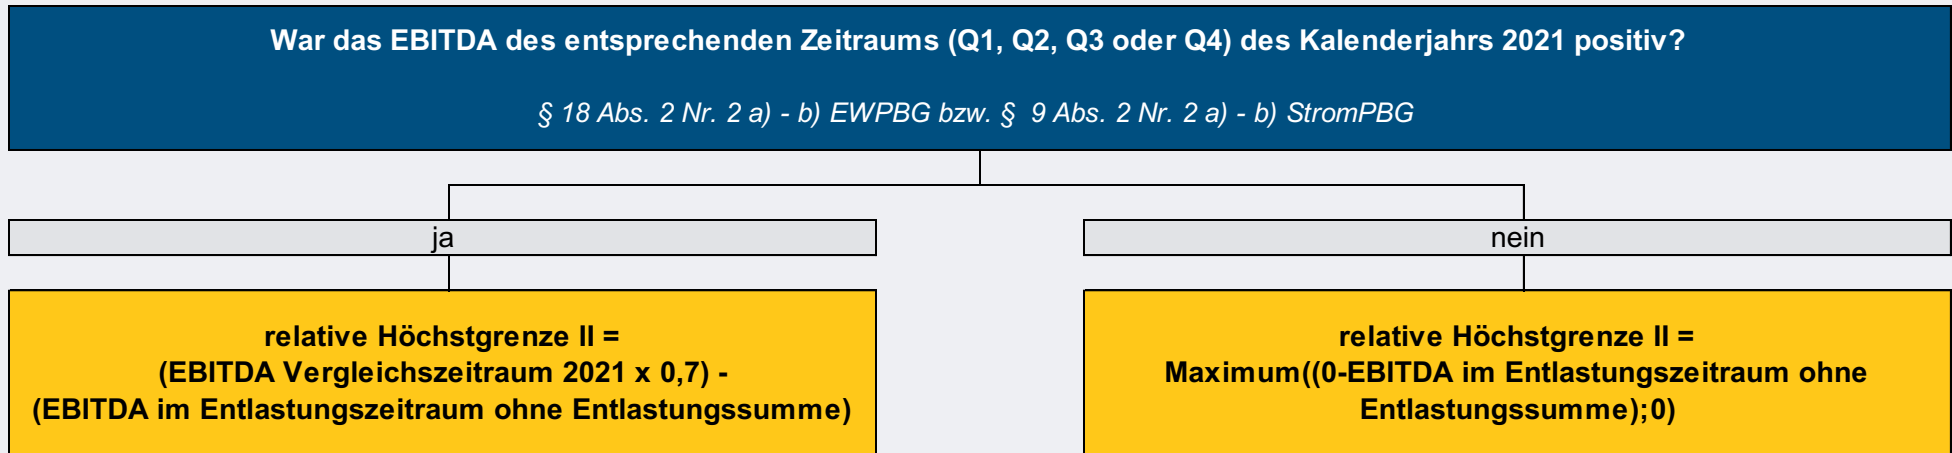 War das EBITDA des entsprechenden Zeitraums (Q1, Q2, Q3 oder Q4) des Kalenderjahrs 2021 positiv?
§ 18 Abs. 2 Nr. 2 a) - b) EWPBG bzw. § 9 Abs. 2 Nr. 2 a) - b) StromPBG
ja
nein
relative Höchstgrenze II =
(EBITDA Vergleichszeitraum 2021 x 0,7) -
(EBITDA im Entlastungszeitraum ohne Entlastungssumme)
relative Höchstgrenze II =
Maximum((0-EBITDA im Entlastungszeitraum ohne
Entlastungssumme);0)